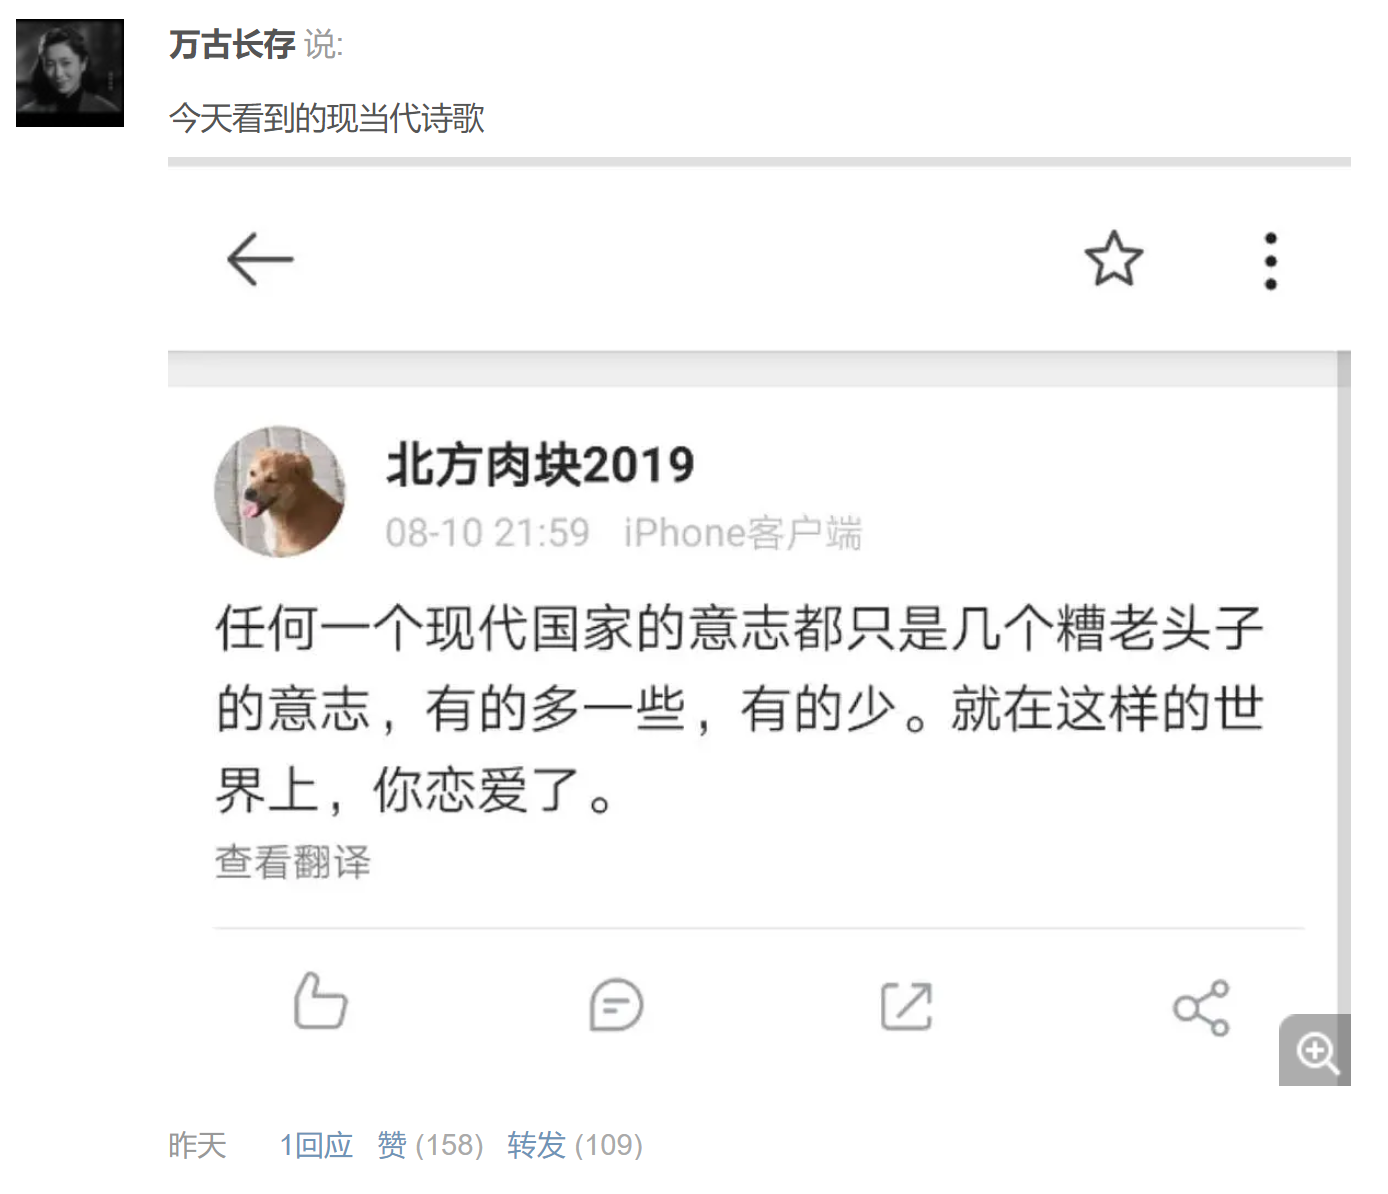 万古长存 说:
今天看到的现当代诗歌
北方肉块2019
08-10 21:59 iPhone客户端
任何一个现代国家的意志都只是几个糟老头子
的意志，有的多一些，有的少。就在这样的世
界上，你恋爱了。
查看翻译
昨天 1回应 赞 (158) 转发 (109)